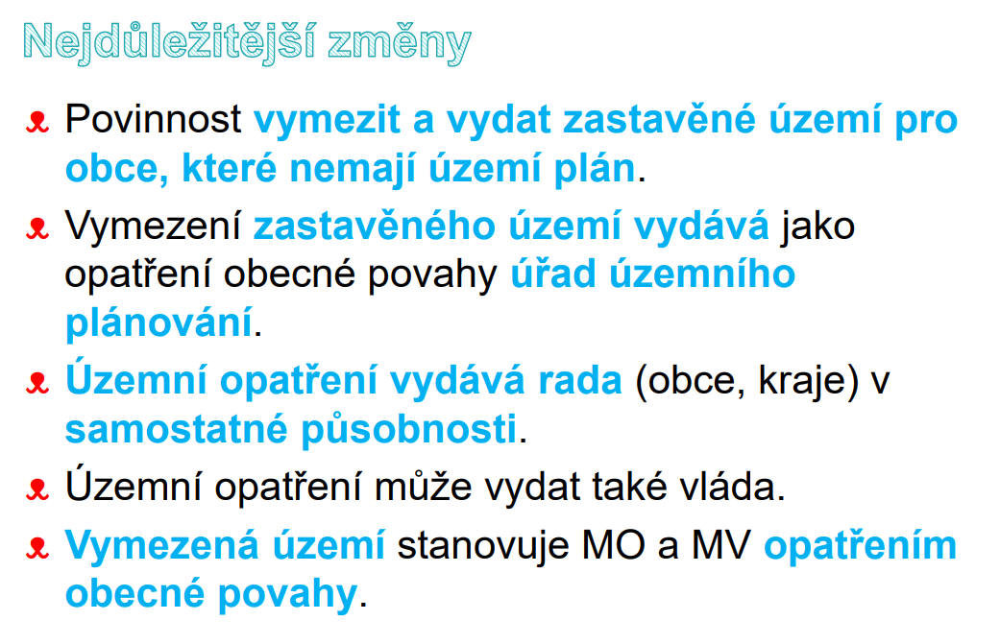 Nejdůležitější změny
Povinnost vymezit a vydat zastavěné území pro
obce, které nemají území plán.
Vymezení zastavěného území vydává jako
opatření obecné povahy úřad územního
plánování.
Územní opatření vydává rada (obce, kraje) v
samostatné působnosti.
Územní opatření může vydat také vláda.
Vymezená území stanovuje MO a MV opatřením
obecné povahy.